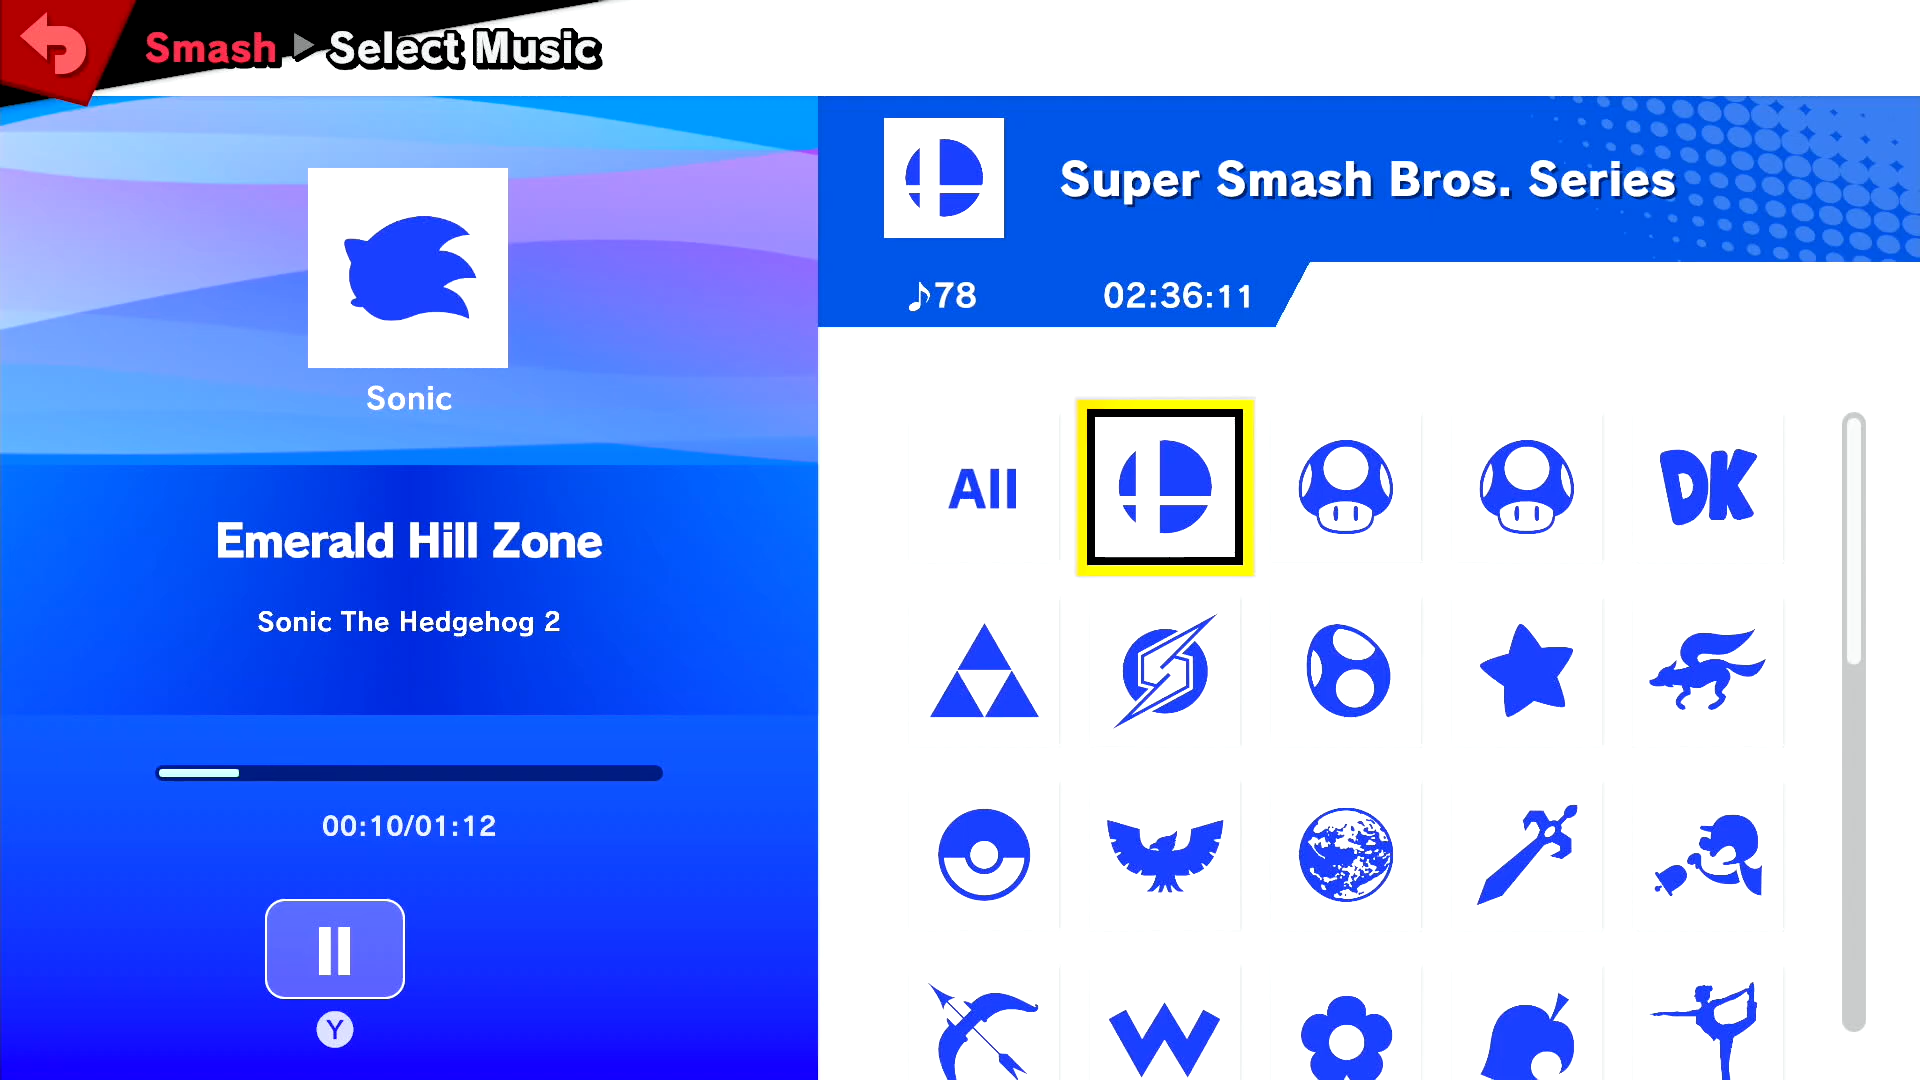 Smash ▶ Select Music
Sonic
Emerald Hill Zone
Sonic The Hedgehog 2
00:10/01:12
Y
Super Smash Bros. Series
♪78 02:36:11
All
DK